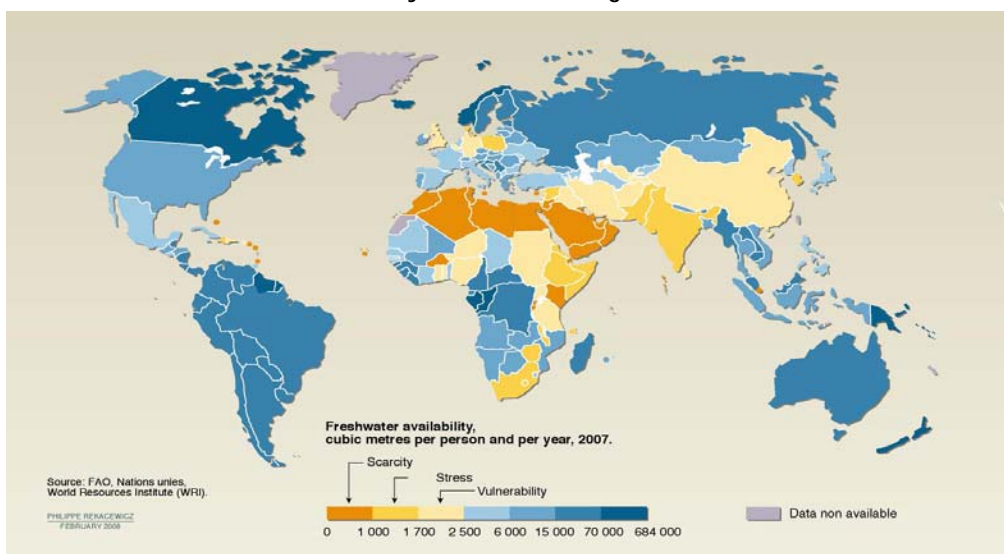 Freshwater availability,
cubic metres per person and per year, 2007.
Scarcity
Stress
Vulnerability
0 1 000 1 700 2 500 6 000 15 000 70 000 684 000
Data non available
Source: FAO, Nations unies,
World Resources Institute (WRI).
PHILIPPE REKACEWICZ
FEBRUARY 2008